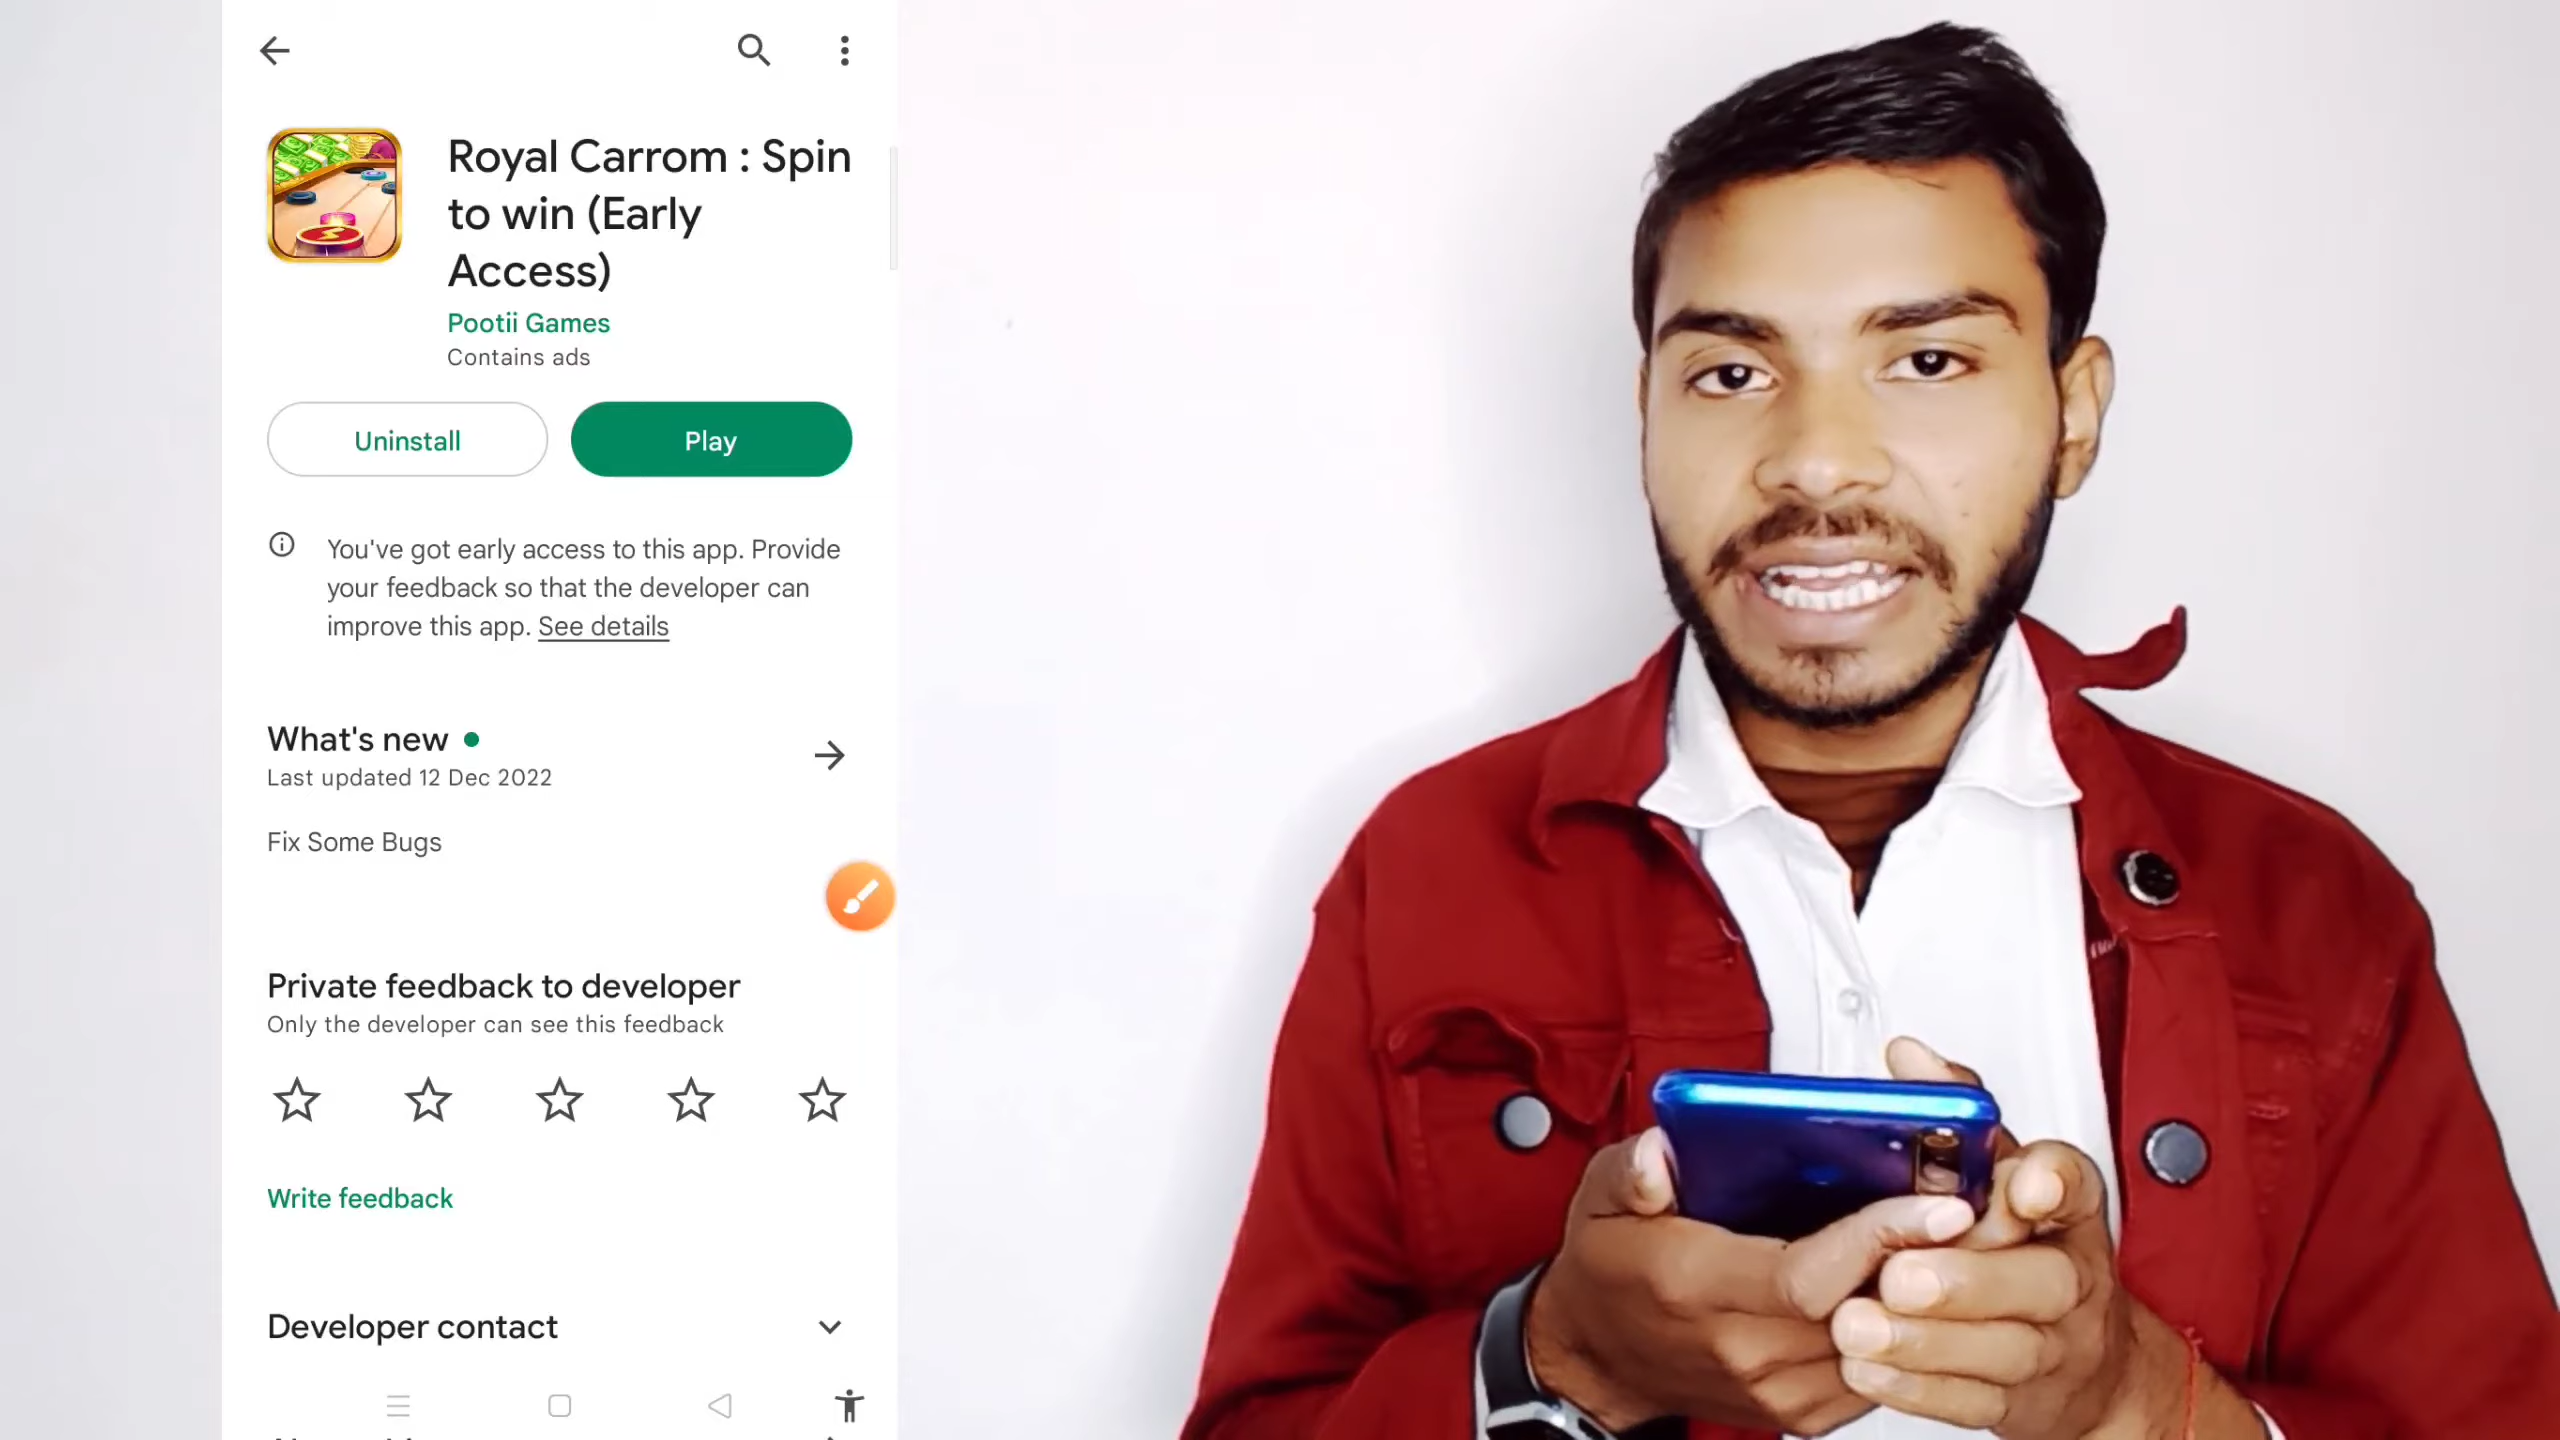 Royal Carrom : Spin
to win (Early
Access)
Pootii Games
Contains ads
Uninstall
Play
You've got early access to this app. Provide
your feedback so that the developer can
improve this app. See details
What's new
Last updated 12 Dec 2022
Fix Some Bugs
Private feedback to developer
Only the developer can see this feedback
Write feedback
Developer contact